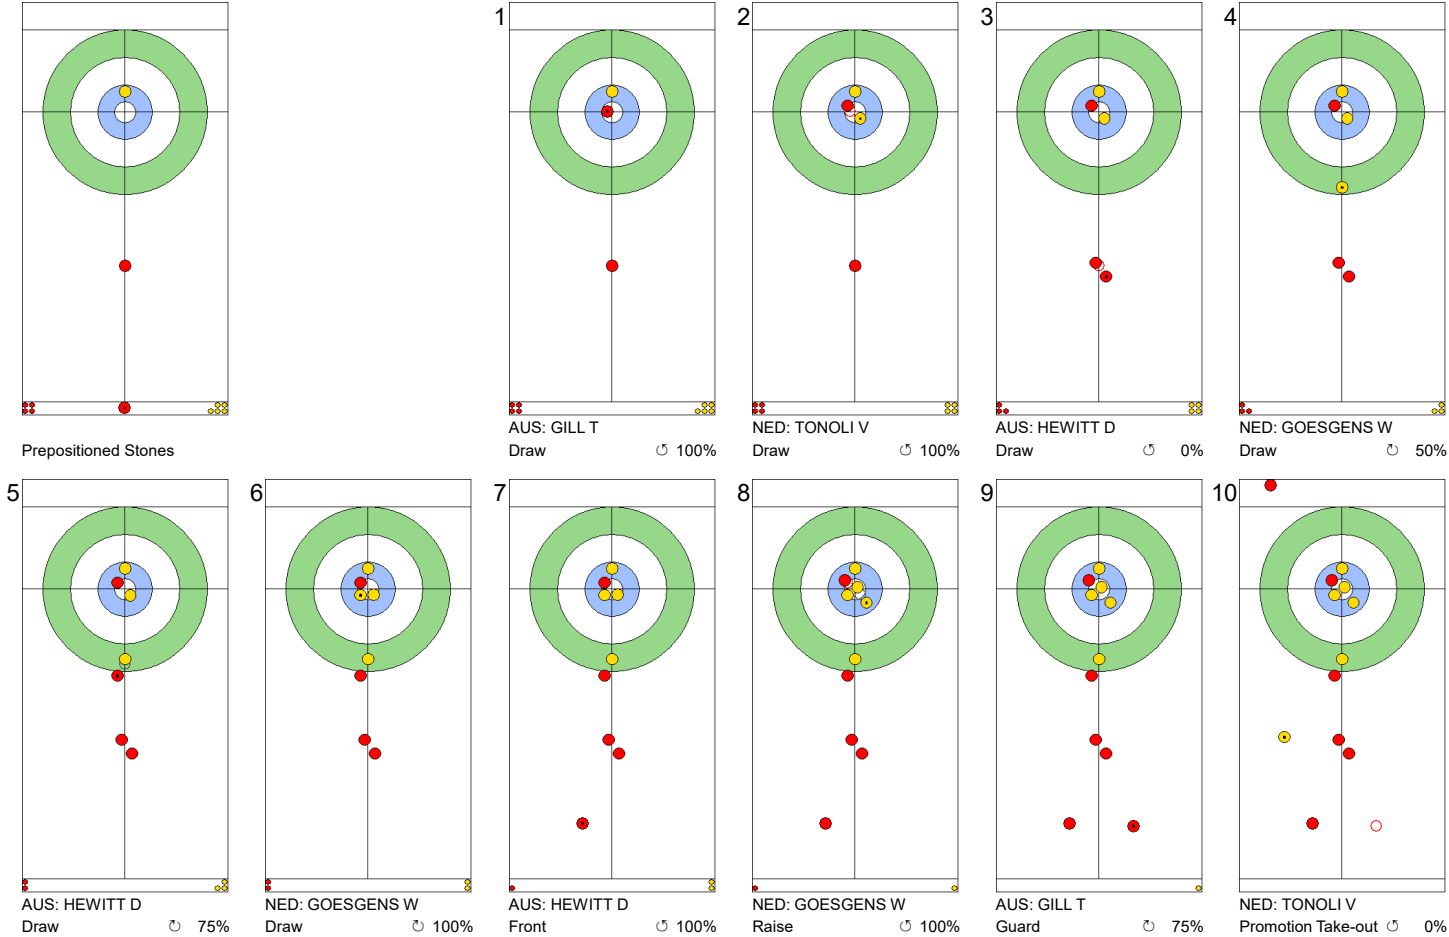 Prepositioned Stones
1
AUS: GILL T
Draw ↺ 100%
2
NED: TONOLI V
Draw ↺ 100%
3
AUS: HEWITT D
Draw ↺ 0%
4
NED: GOESGENS W
Draw ↻ 50%
5
AUS: HEWITT D
Draw ↻ 75%
6
NED: GOESGENS W
Draw ↻ 100%
7
AUS: HEWITT D
Front ↺ 100%
8
NED: GOESGENS W
Raise ↻ 100%
9
AUS: GILL T
Guard ↻ 75%
10
NED: TONOLI V
Promotion Take-out ↺ 0%